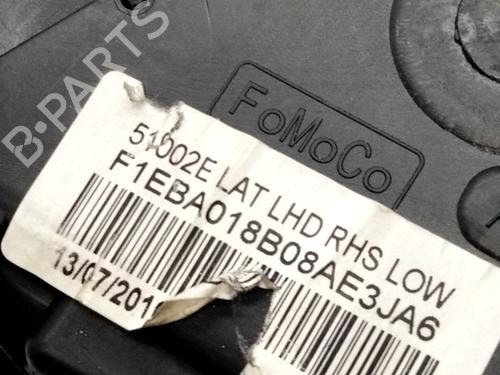 B-PARTS
FoMoCo
51002E LAT LHD RHS LOW
F1EBA018B08AE3JA6
13/07/201